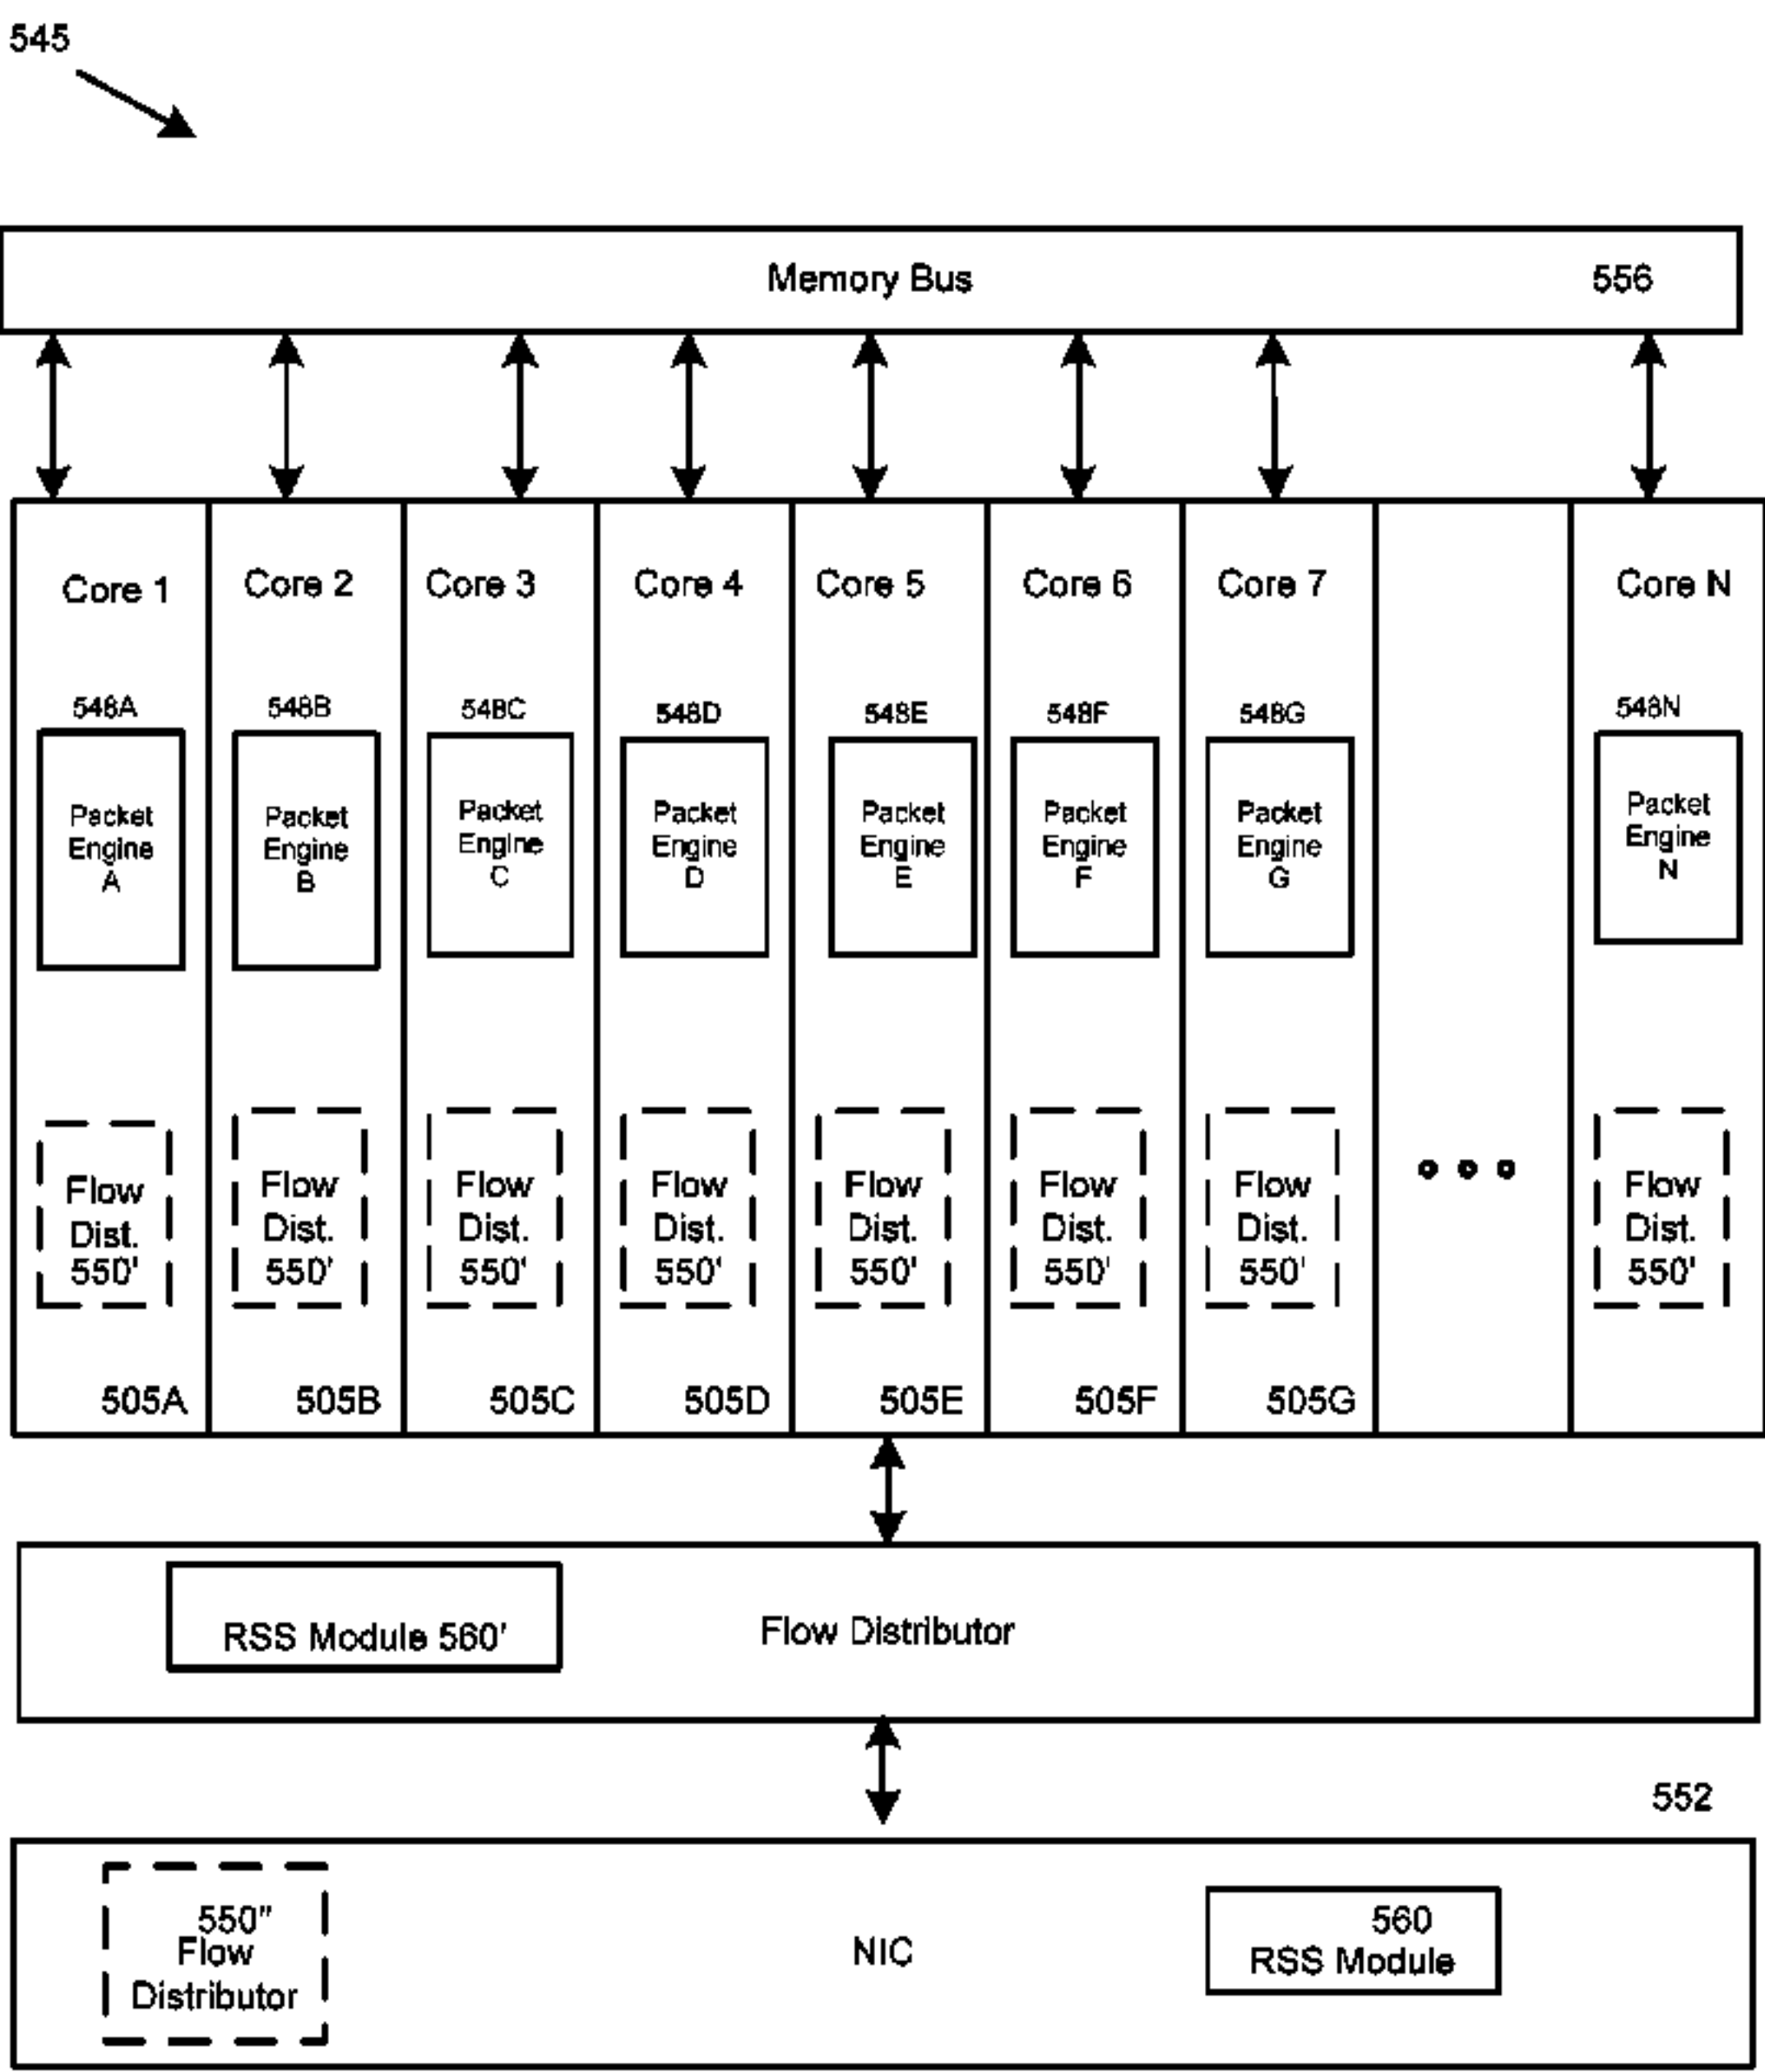 545
Memory Bus 556
Core 1 Core 2 Core 3 Core 4 Core 5 Core 6 Core 7 Core N
548A 548B 548C 548D 548E 548F 548G 548N
Packet Packet Packet Packet Packet Packet Packet Packet
Engine Engine Engine Engine Engine Engine Engine Engine
A B C D E F G N
Flow Flow Flow Flow Flow Flow Flow Flow
Dist. Dist. Dist. Dist. Dist. Dist. Dist. Dist.
550' 550' 550' 550' 550' 550' 550' 550'
505A 505B 505C 505D 505E 505F 505G
RSS Module 560' Flow Distributor
552
550"
Flow
Distributor
NIC
560
RSS Module